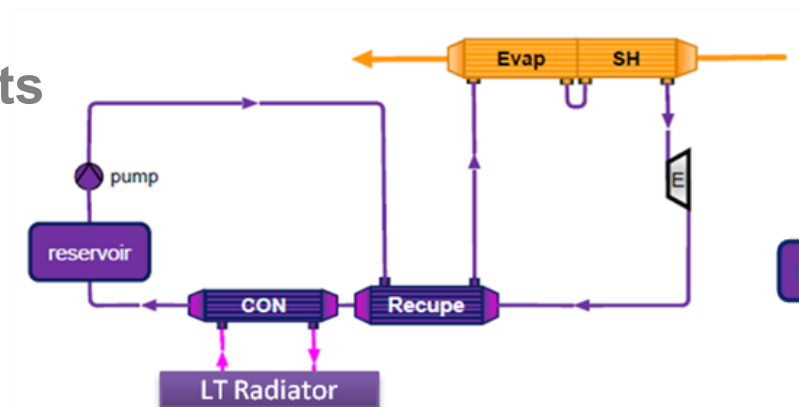 ts
Evap SH
pump
E
reservoir
CON
Recupe
LT Radiator